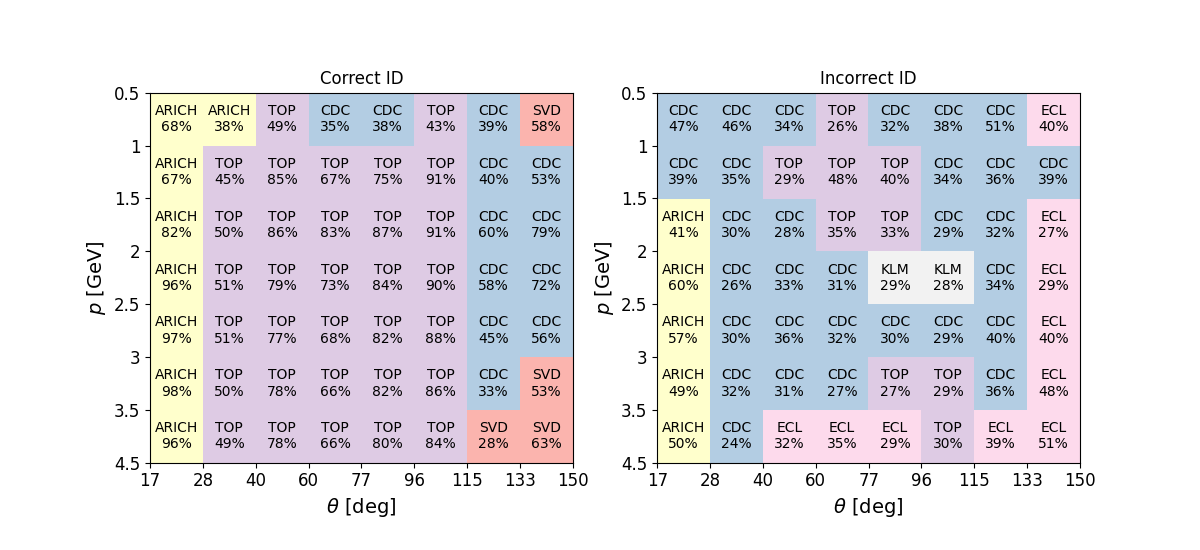 Correct ID
0.5
1
1.5
2
2.5
3
3.5
4.5
p [GeV]
ARICH ARICH TOP CDC CDC TOP CDC SVD
68% 38% 49% 35% 38% 43% 39% 58%
ARICH TOP TOP TOP TOP TOP CDC CDC
67% 45% 85% 67% 75% 91% 40% 53%
ARICH TOP TOP TOP TOP TOP CDC CDC
82% 50% 86% 83% 87% 91% 60% 79%
ARICH TOP TOP TOP TOP TOP CDC CDC
96% 51% 79% 73% 84% 90% 58% 72%
ARICH TOP TOP TOP TOP TOP CDC CDC
97% 51% 77% 68% 82% 88% 45% 56%
ARICH TOP TOP TOP TOP TOP CDC SVD
98% 50% 78% 66% 82% 86% 33% 53%
ARICH TOP TOP TOP TOP TOP SVD SVD
96% 49% 78% 66% 80% 84% 28% 63%
17 28 40 60 77 96 115 133 150
θ [deg]
Incorrect ID
0.5
1
1.5
2
2.5
3
3.5
4.5
p [GeV]
CDC CDC CDC TOP CDC CDC CDC ECL
47% 46% 34% 26% 32% 38% 51% 40%
CDC CDC TOP TOP TOP CDC CDC CDC
39% 35% 29% 48% 40% 34% 36% 39%
ARICH CDC CDC TOP TOP CDC CDC ECL
41% 30% 28% 35% 33% 29% 32% 27%
ARICH CDC CDC CDC KLM KLM CDC ECL
60% 26% 33% 31% 29% 28% 34% 29%
ARICH CDC CDC CDC CDC CDC CDC ECL
57% 30% 36% 32% 30% 29% 40% 40%
ARICH CDC CDC CDC TOP TOP CDC ECL
49% 32% 31% 27% 27% 29% 36% 48%
ARICH CDC ECL ECL ECL TOP ECL ECL
50% 24% 32% 35% 29% 30% 39% 51%
17 28 40 60 77 96 115 133 150
θ [deg]